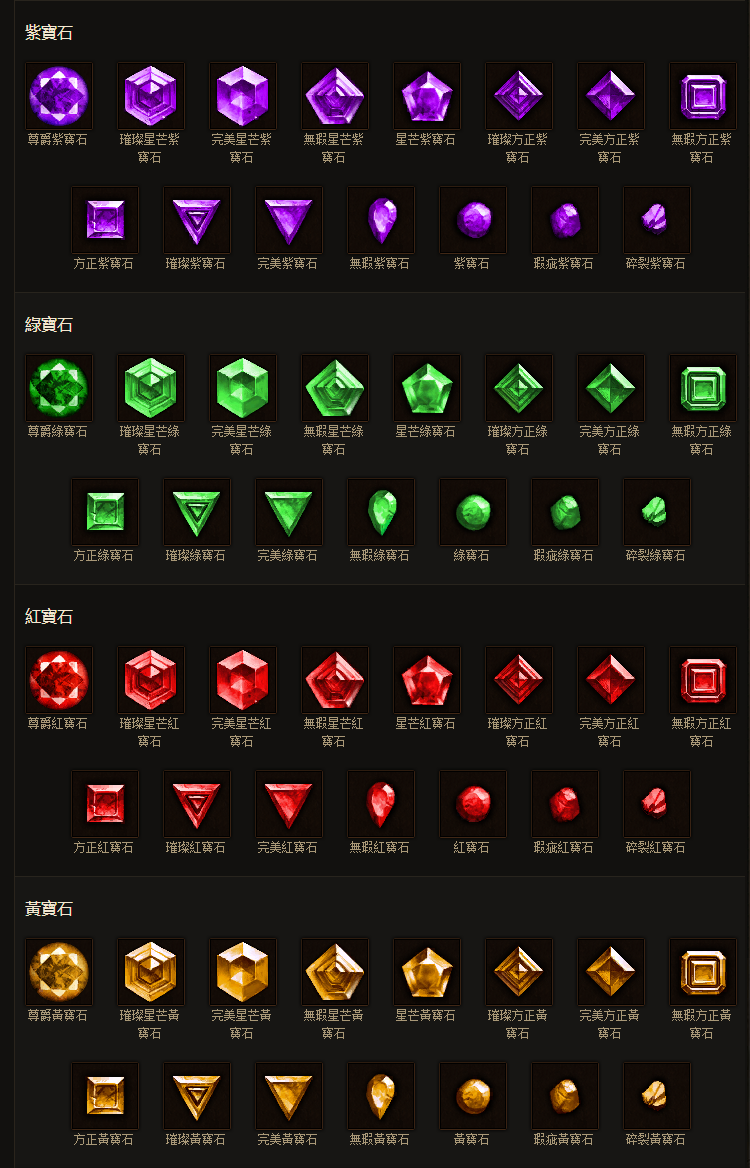 紫寶石
尊爵紫寶石 璀璨星芒紫 完美星芒紫 無瑕星芒紫 星芒紫寶石 璀璨方正紫 完美方正紫 無瑕方正紫
寶石 寶石 寶石 寶石 寶石 寶石
方正紫寶石 璀璨紫寶石 完美紫寶石 無瑕紫寶石 紫寶石 瑕疵紫寶石 碎裂紫寶石
綠寶石
尊爵綠寶石 璀璨星芒綠 完美星芒綠 無瑕星芒綠 星芒綠寶石 璀璨方正綠 完美方正綠 無瑕方正綠
寶石 寶石 寶石 寶石 寶石 寶石
方正綠寶石 璀璨綠寶石 完美綠寶石 無瑕綠寶石 綠寶石 瑕疵綠寶石 碎裂綠寶石
紅寶石
尊爵紅寶石 璀璨星芒紅 完美星芒紅 無瑕星芒紅 星芒紅寶石 璀璨方正紅 完美方正紅 無瑕方正紅
寶石 寶石 寶石 寶石 寶石 寶石
方正紅寶石 璀璨紅寶石 完美紅寶石 無瑕紅寶石 紅寶石 瑕疵紅寶石 碎裂紅寶石
黃寶石
尊爵黃寶石 璀璨星芒黃 完美星芒黃 無瑕星芒黃 星芒黃寶石 璀璨方正黃 完美方正黃 無瑕方正黃
寶石 寶石 寶石 寶石 寶石 寶石
方正黃寶石 璀璨黃寶石 完美黃寶石 無瑕黃寶石 黃寶石 瑕疵黃寶石 碎裂黃寶石